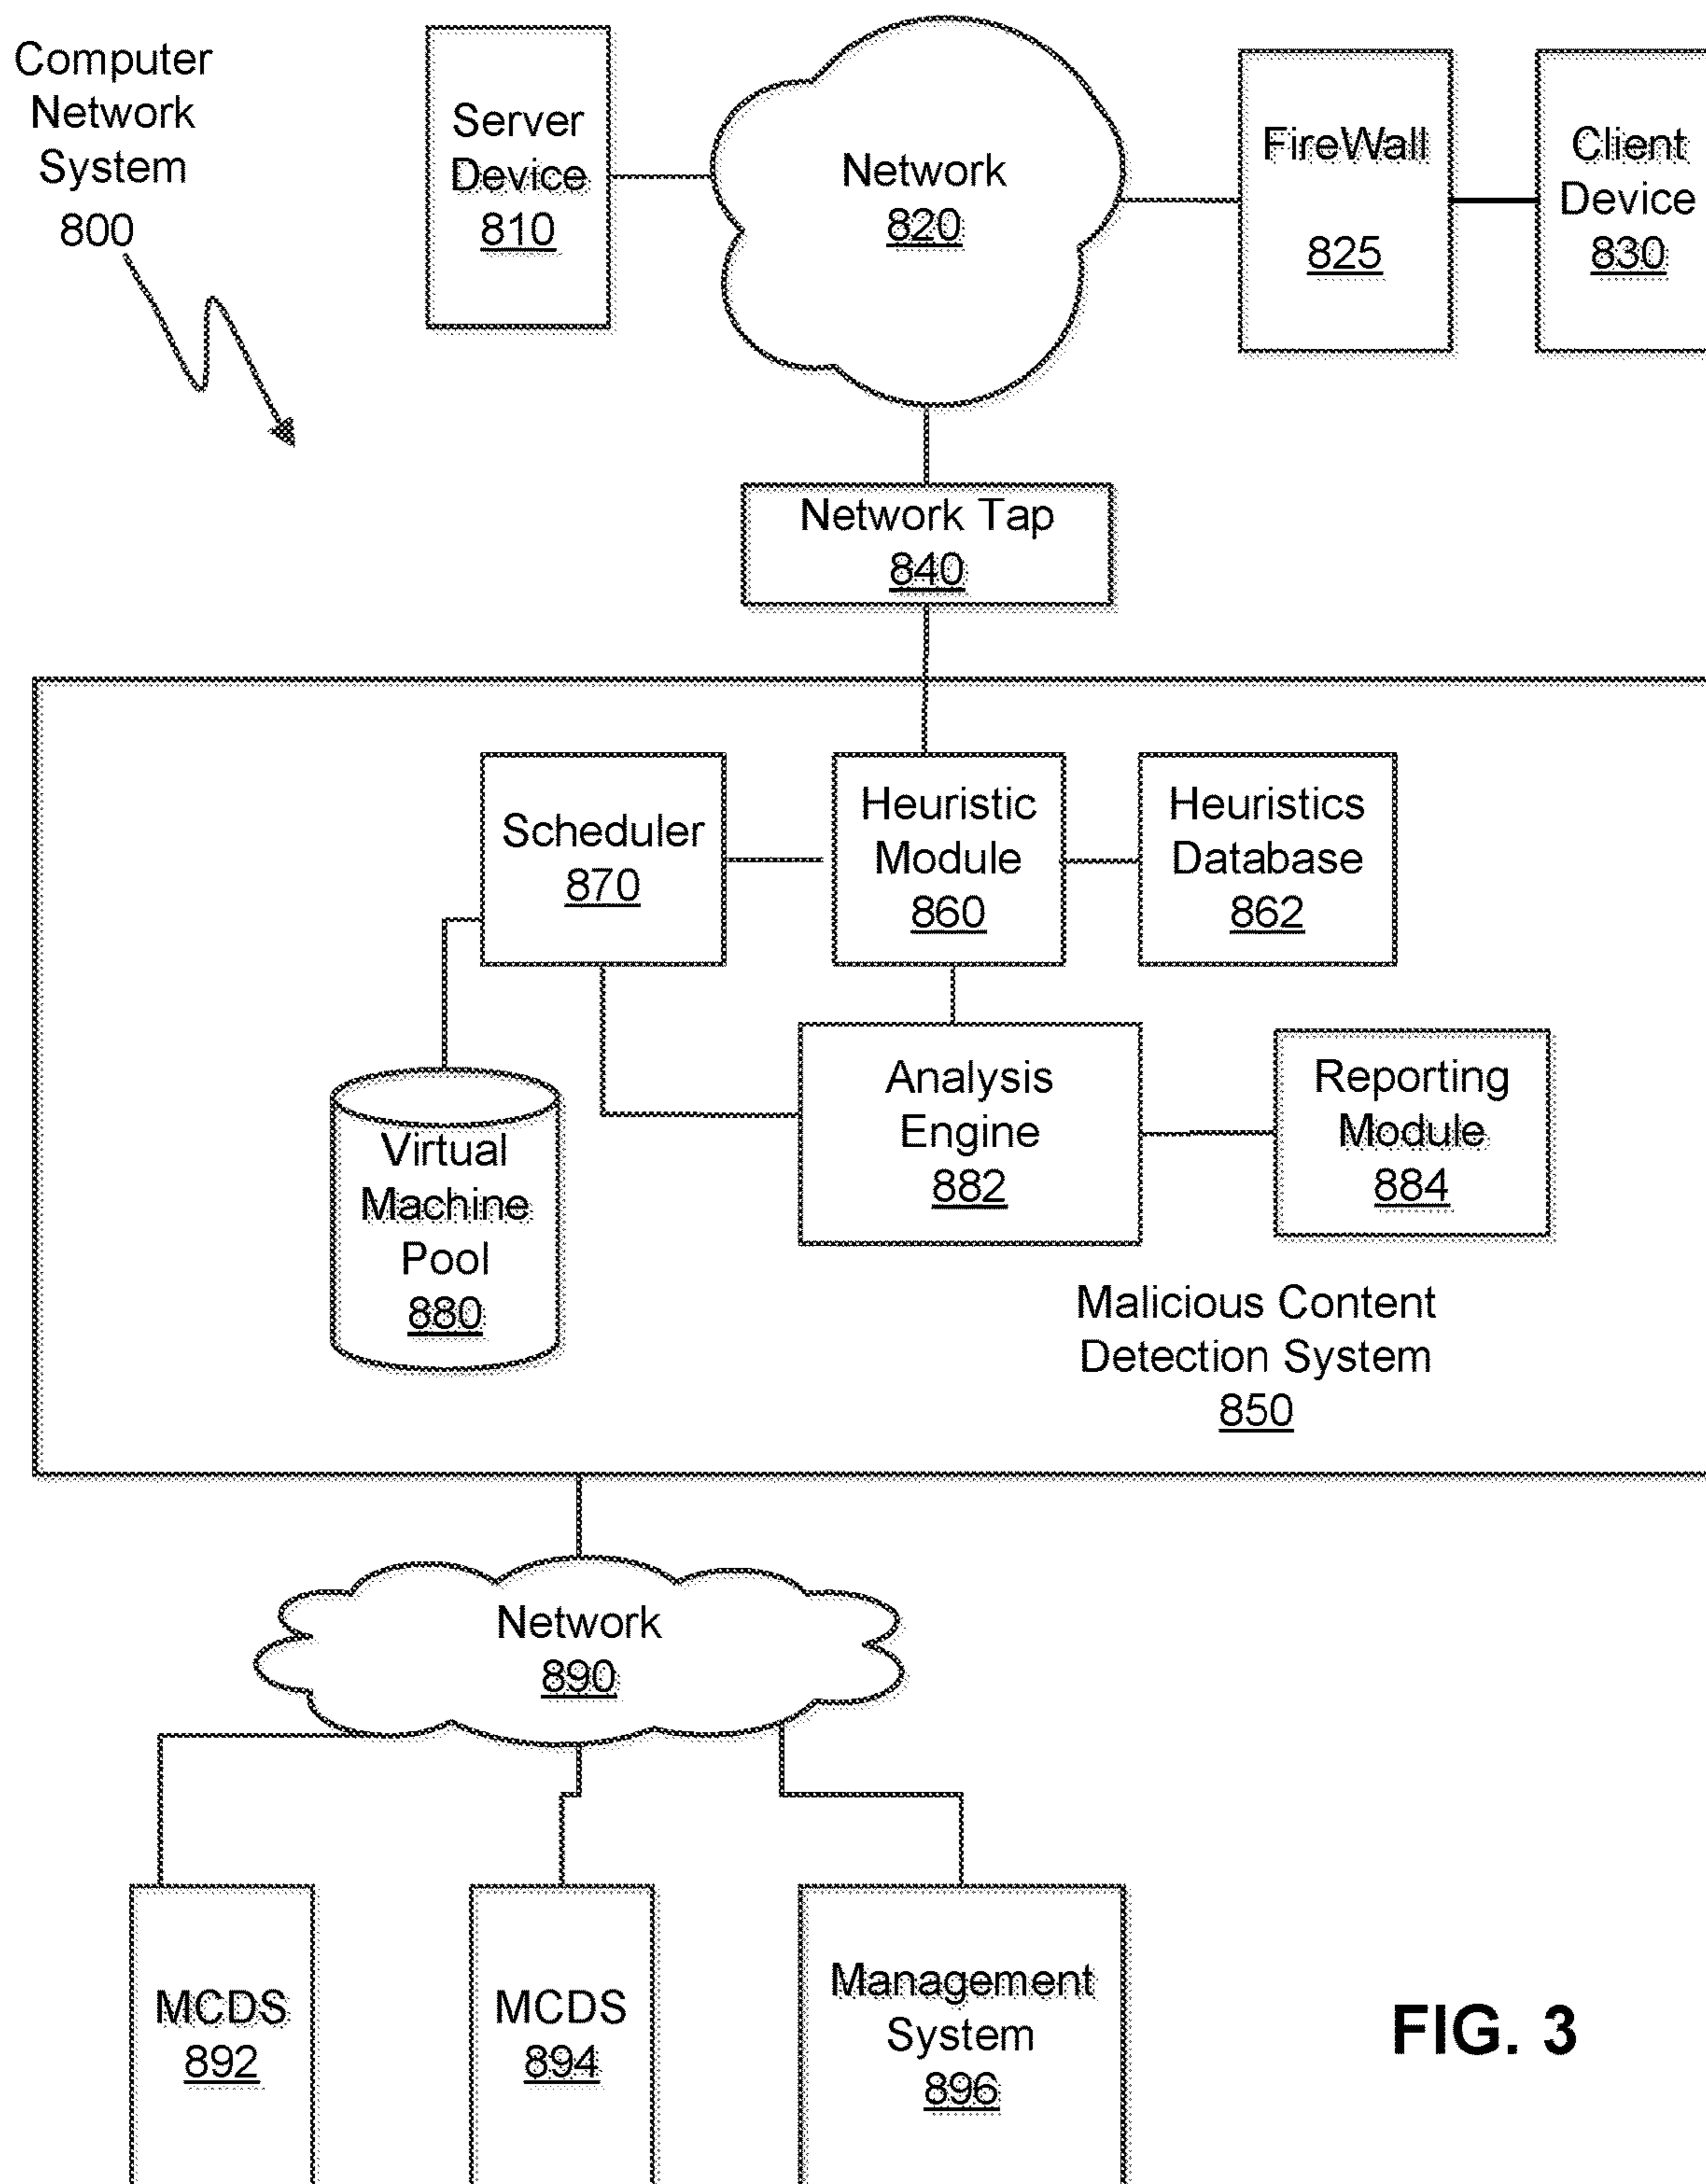 Computer
Network
System
800
Server
Device
810
Network
820
FireWall
825
Client
Device
830
Network Tap
840
Scheduler
870
Heuristic
Module
860
Heuristics
Database
862
Virtual
Machine
Pool
880
Analysis
Engine
882
Reporting
Module
884
Malicious Content
Detection System
850
Network
890
MCDS
892
MCDS
894
Management
System
896
FIG. 3